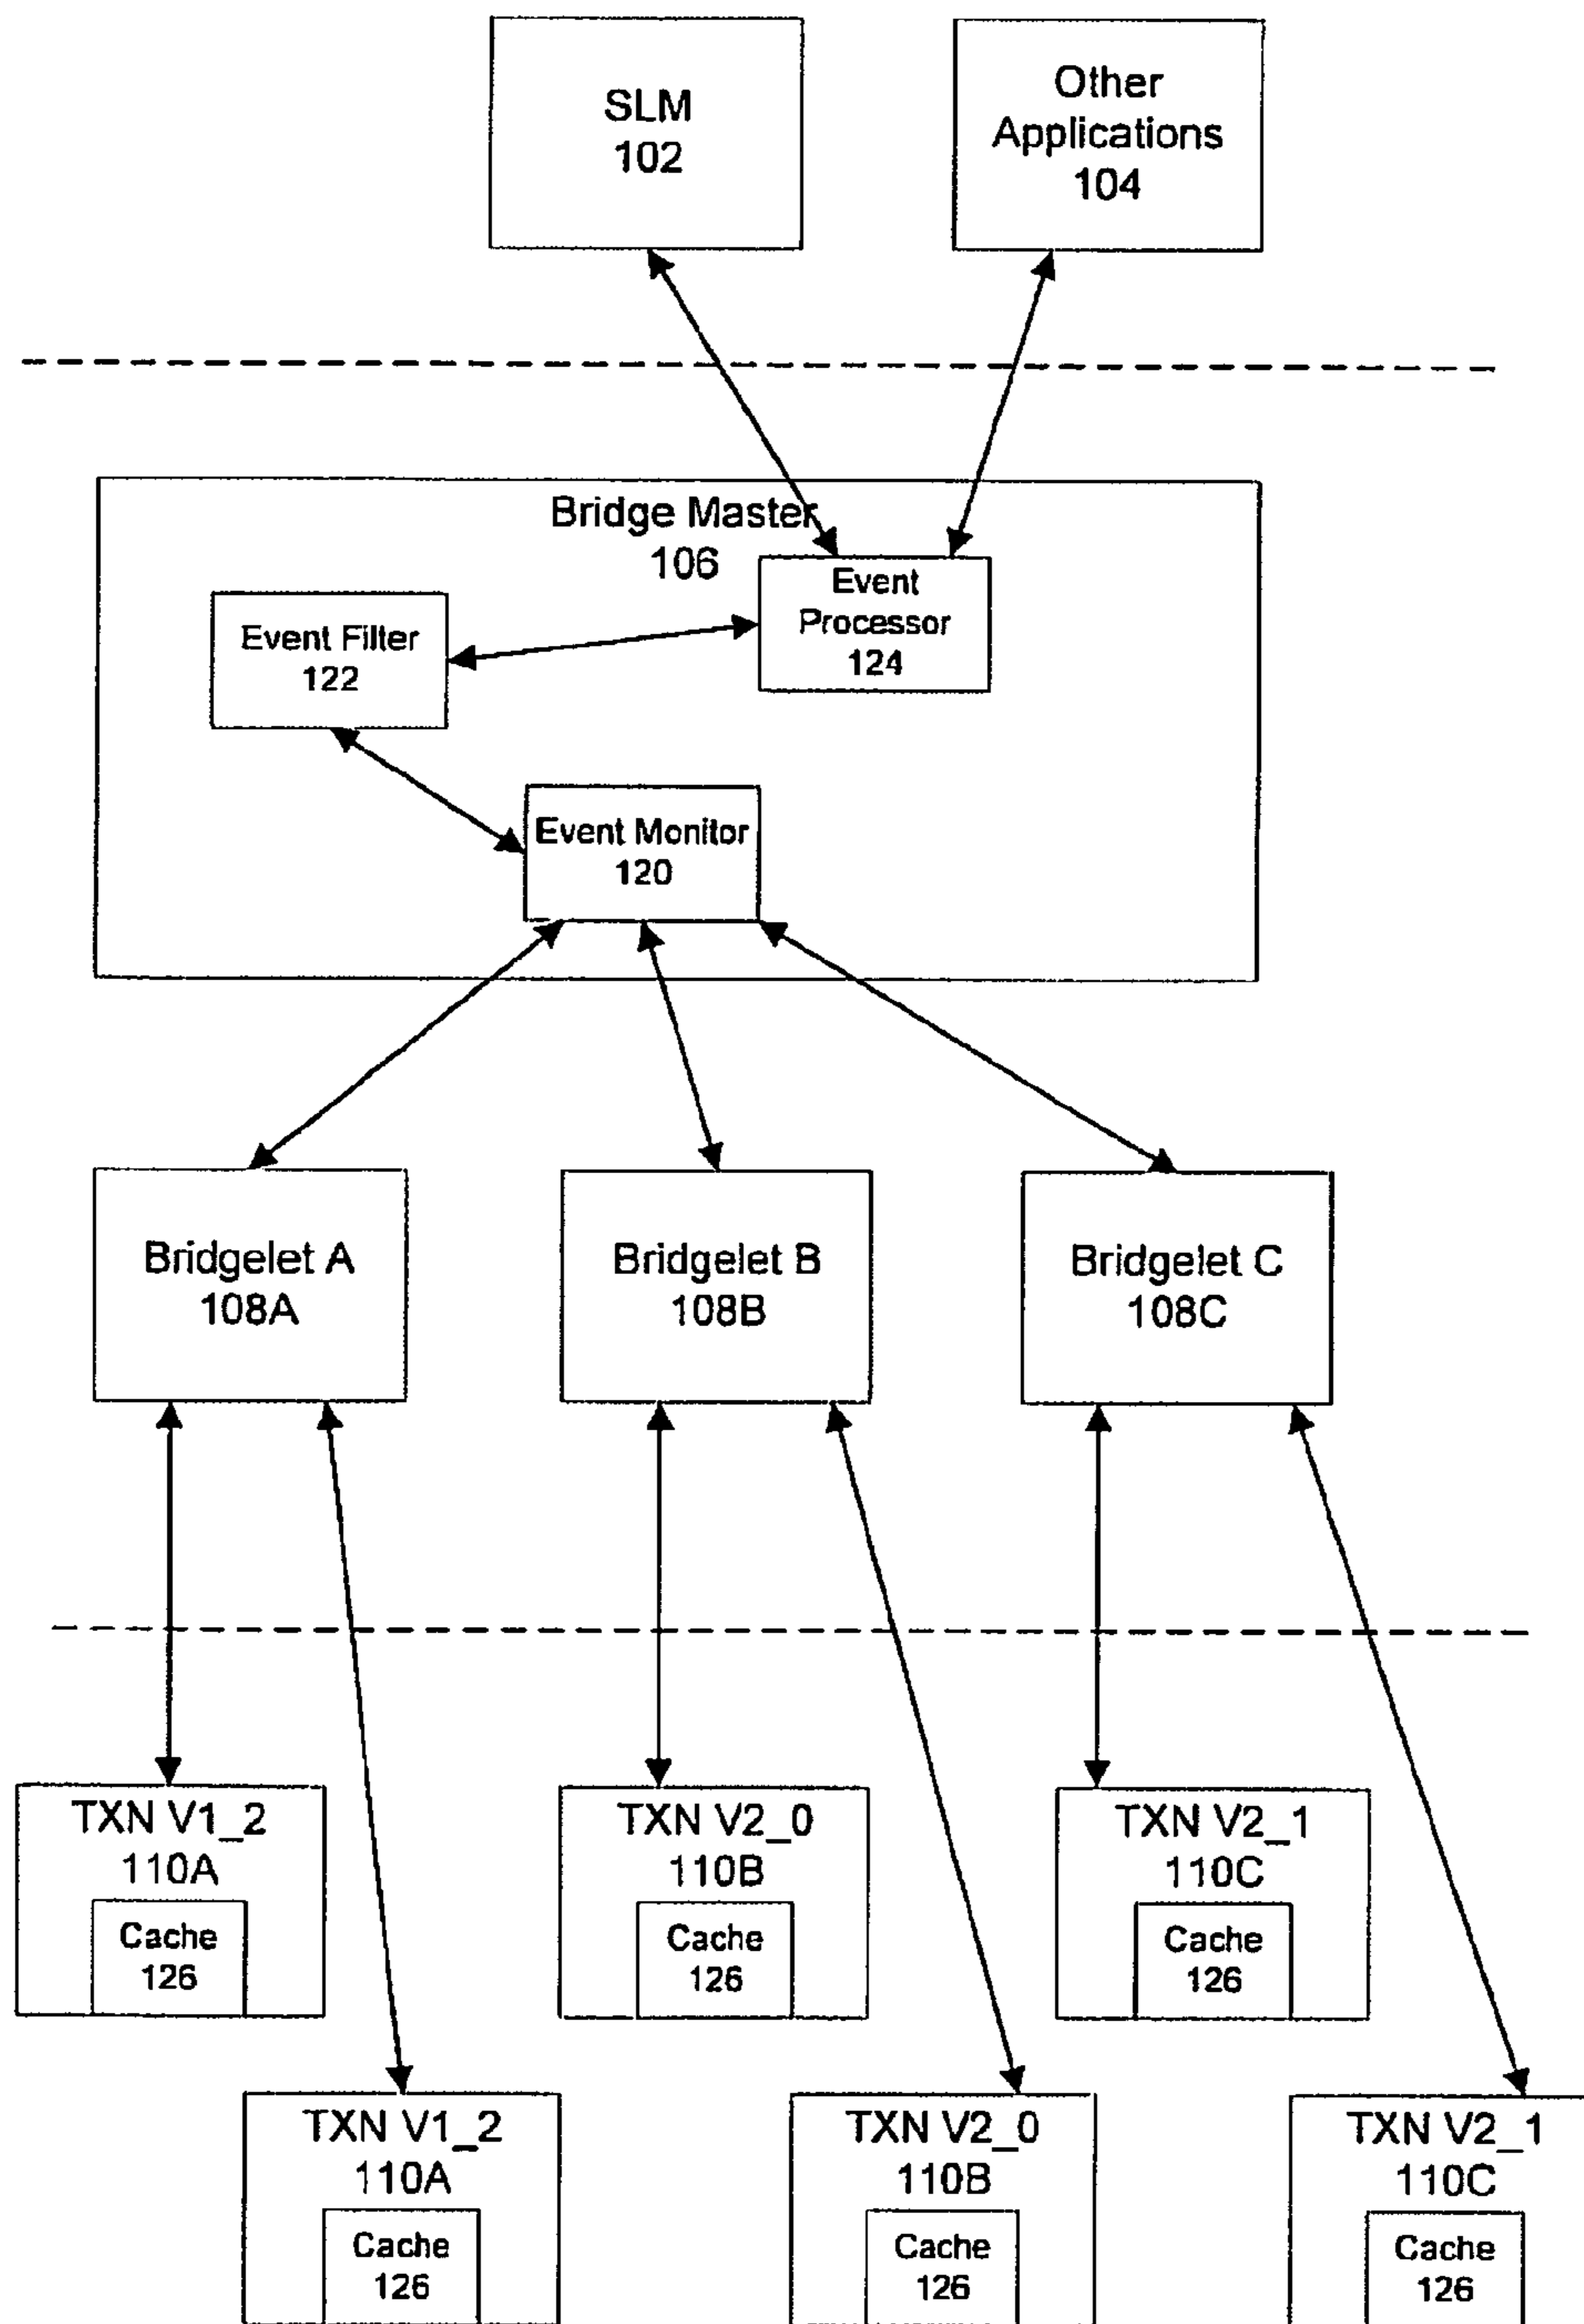 SLM
102
Other
Applications
104
Bridge Master
106
Event
Processor
124
Event Filter
122
Event Monitor
120
Bridgelet A
108A
Bridgelet B
108B
Bridgelet C
108C
TXN V1_2
110A
Cache
126
TXN V2_0
110B
Cache
126
TXN V2_1
110C
Cache
126
TXN V1_2
110A
Cache
126
TXN V2_0
110B
Cache
126
TXN V2_1
110C
Cache
126